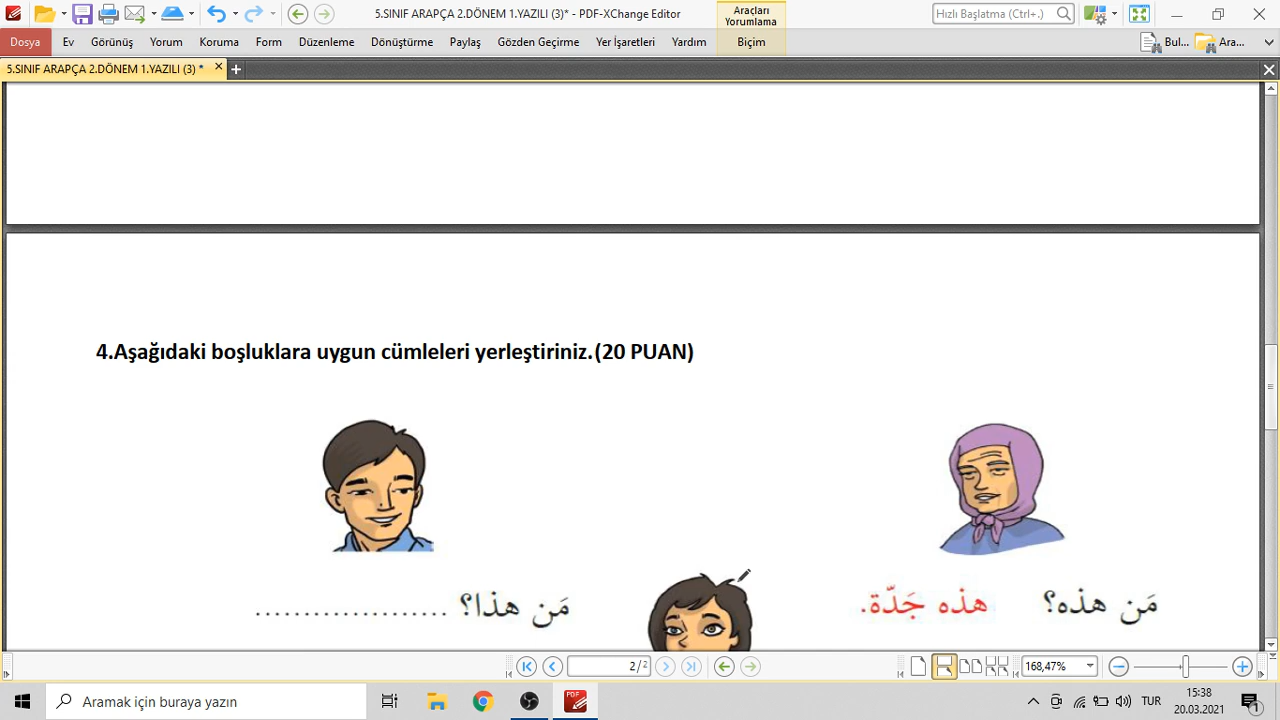 5.SINIF ARAPÇA 2.DÖNEM 1.YAZILI (3)* - PDF-XChange Editor
Araçları
Yorumlama
Hızlı Başlatma (Ctrl+.)
Dosya Ev Görünüş Yorum Koruma Form Düzenleme Dönüştürme Paylaş Gözden Geçirme Yer İşaretleri Yardım Biçim Bul... Ara...
5.SINIF ARAPÇA 2.DÖNEM 1.YAZILI (3) *
4.Aşağıdaki boşluklara uygun cümleleri yerleştiriniz.(20 PUAN)
مَن هذه؟ هذه جَدّة.
مَن هذا؟ ...................
2 / 2
168,47%
Aramak için buraya yazın
PDF
TUR
15:38
20.03.2021
1